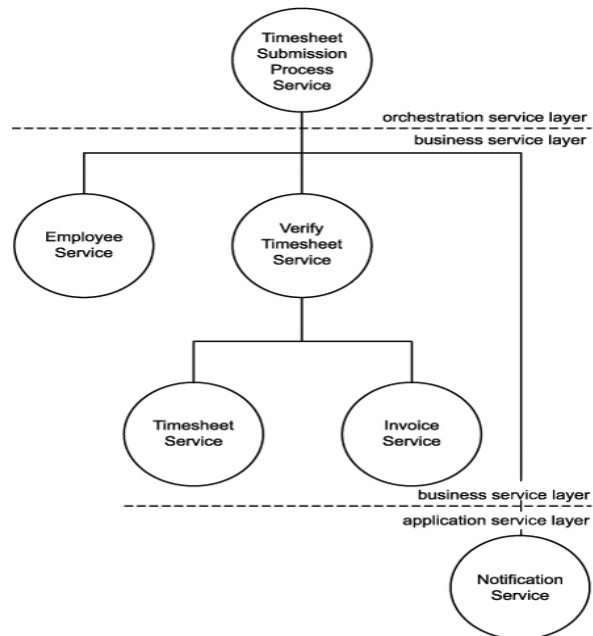 Timesheet
Submission
Process
Service
orchestration service layer
business service layer
Employee
Service
Verify
Timesheet
Service
Timesheet
Service
Invoice
Service
business service layer
application service layer
Notification
Service